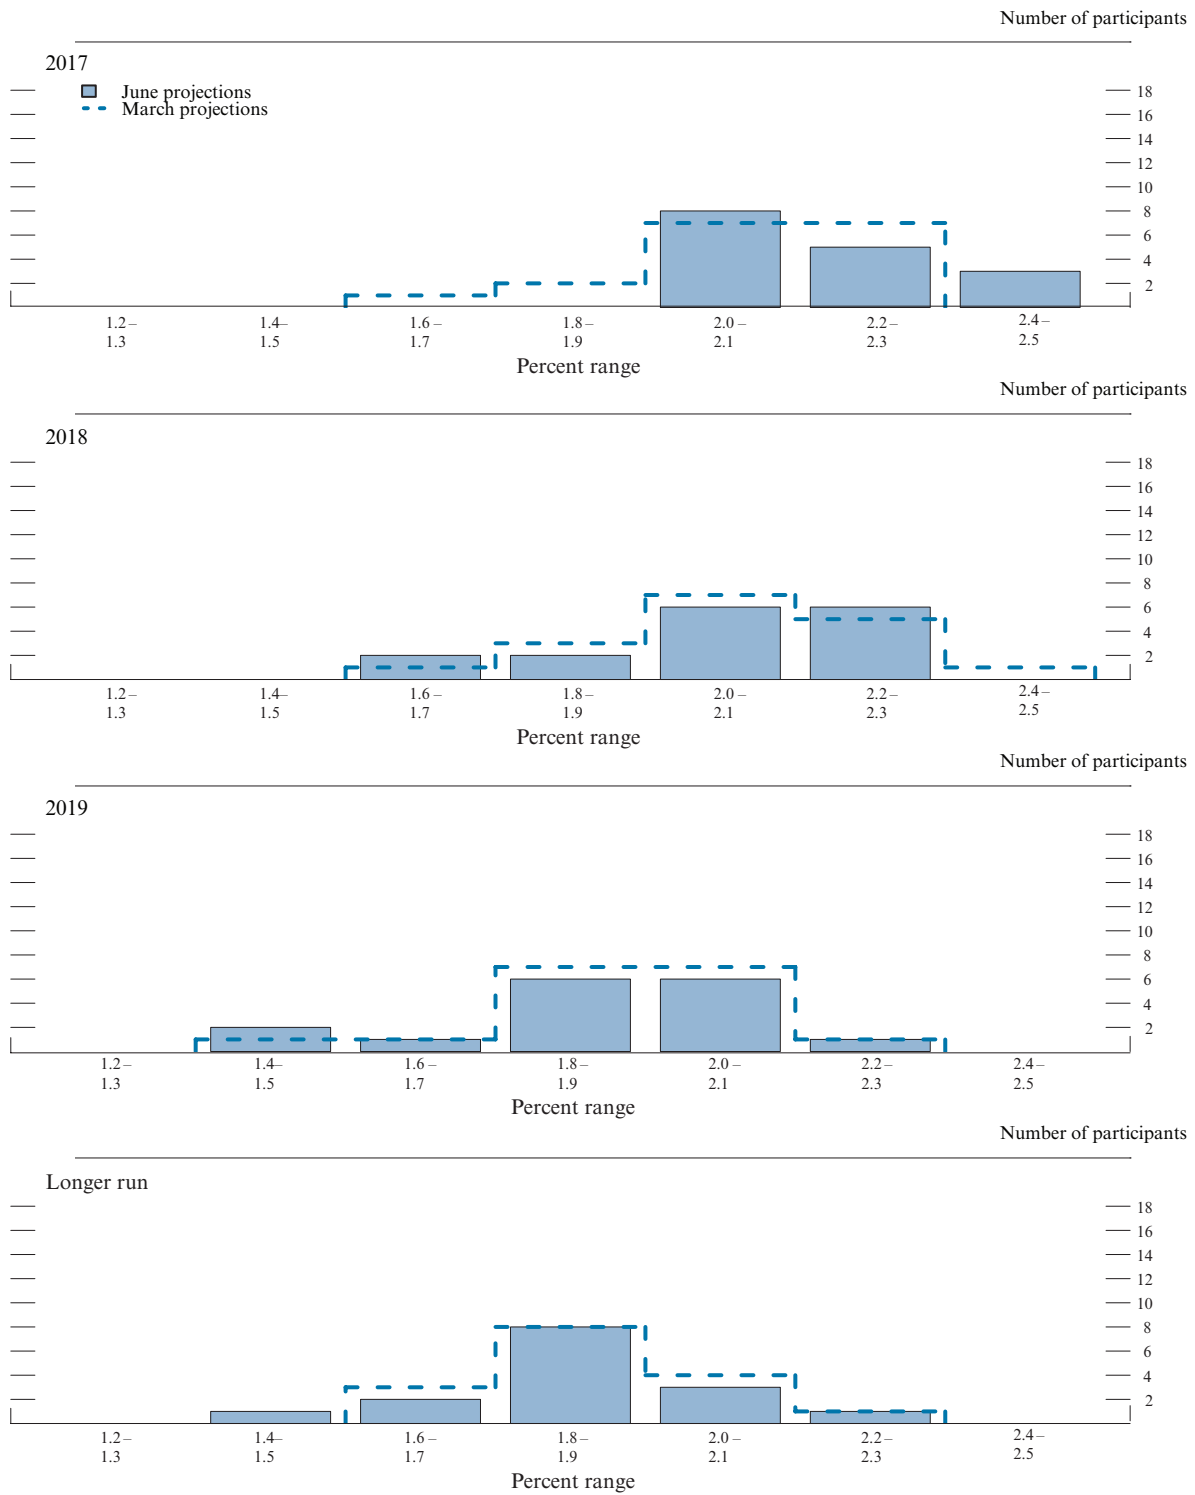 Number of participants
2017
June projections
March projections
18
16
14
12
10
8
6
4
2
1.2 – 1.4– 1.6 – 1.8 – 2.0 – 2.2 – 2.4 –
1.3 1.5 1.7 1.9 2.1 2.3 2.5
Percent range
Number of participants
2018
18
16
14
12
10
8
6
4
2
1.2 – 1.4– 1.6 – 1.8 – 2.0 – 2.2 – 2.4 –
1.3 1.5 1.7 1.9 2.1 2.3 2.5
Percent range
Number of participants
2019
18
16
14
12
10
8
6
4
2
1.2 – 1.4– 1.6 – 1.8 – 2.0 – 2.2 – 2.4 –
1.3 1.5 1.7 1.9 2.1 2.3 2.5
Percent range
Number of participants
Longer run
18
16
14
12
10
8
6
4
2
1.2 – 1.4– 1.6 – 1.8 – 2.0 – 2.2 – 2.4 –
1.3 1.5 1.7 1.9 2.1 2.3 2.5
Percent range